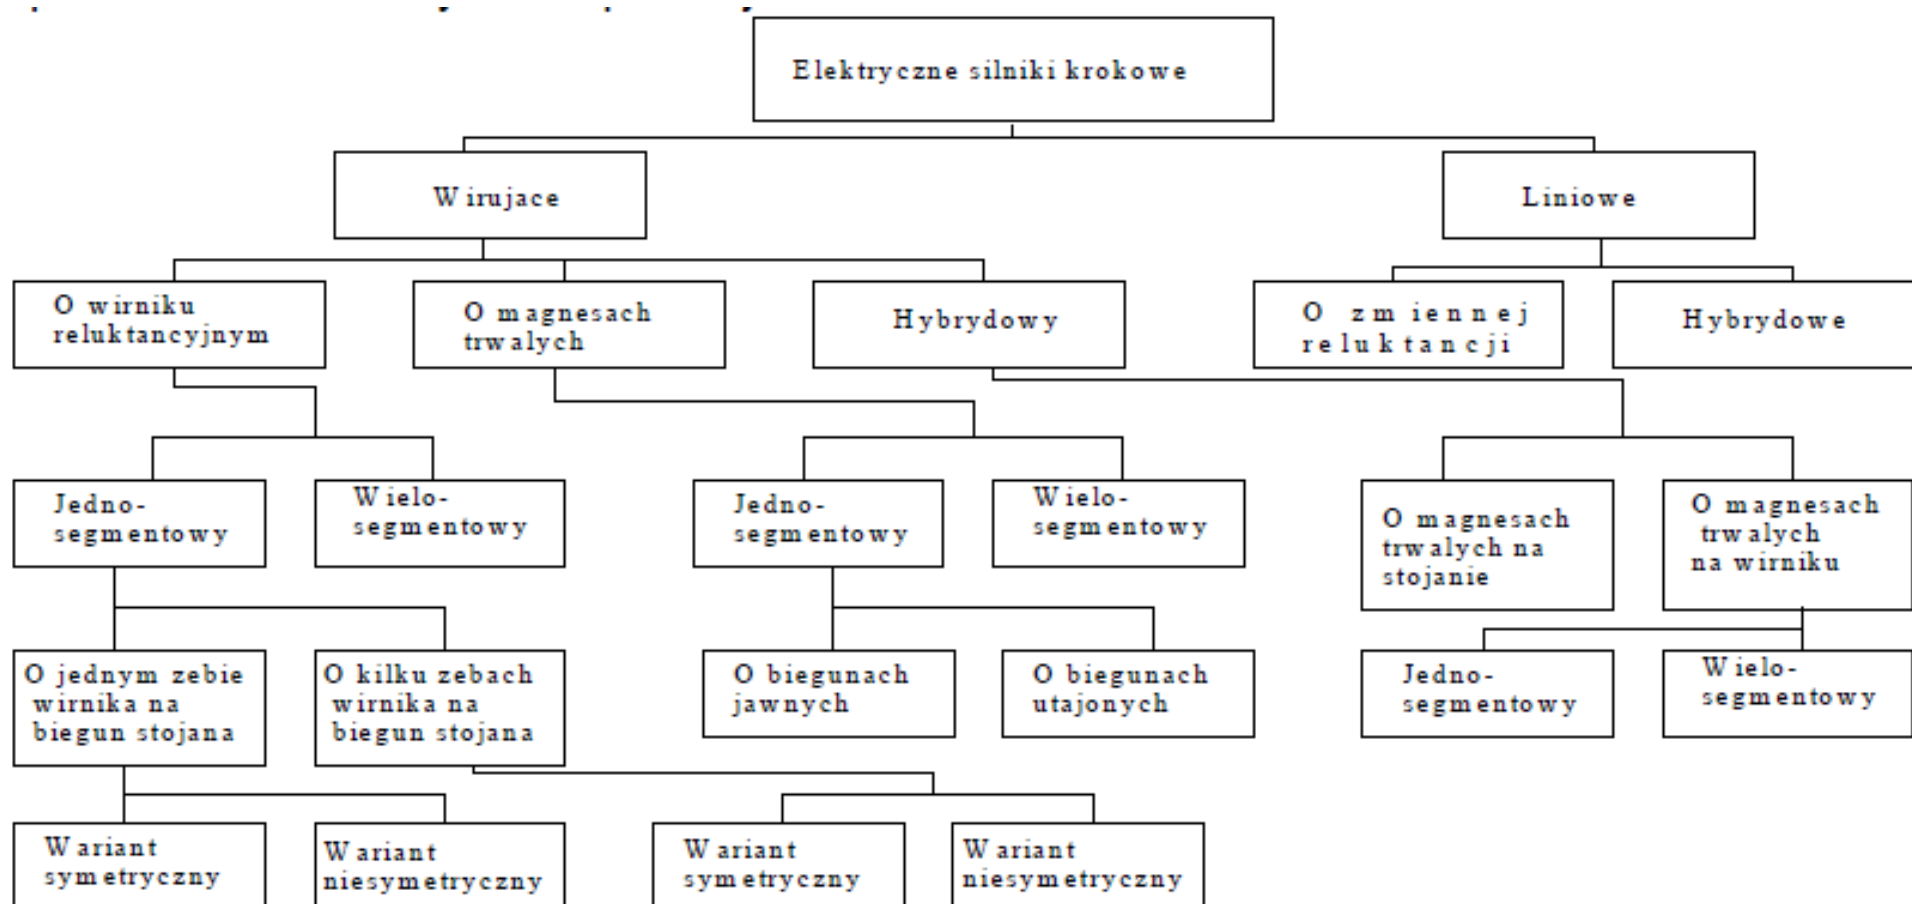 Elektryczne silniki krokowe
Wirujace
Liniowe
O wirniku
reluktancyjnym
O magnesach
trwalych
Hybrydowy
O zmiennej
reluktancji
Hybrydowe
Jedno-
segmentowy
Wielo-
segmentowy
Jedno-
segmentowy
Wielo-
segmentowy
O magnesach
trwalych na
stojanie
O magnesach
trwalych
na wirniku
O jednym zebie
wirnika na
biegun stojana
O kilku zebach
wirnika na
biegun stojana
O biegunach
jawnych
O biegunach
utajonych
Jedno-
segmentowy
Wielo-
segmentowy
Wariant
symetryczny
Wariant
niesymetryczny
Wariant
symetryczny
Wariant
niesymetryczny